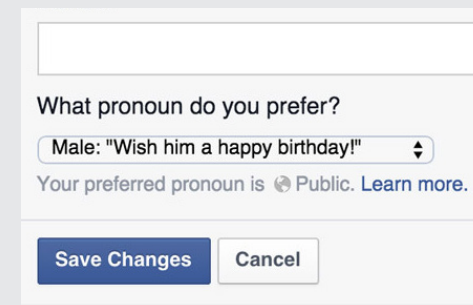 What pronoun do you prefer?
Male: "Wish him a happy birthday!"
Your preferred pronoun is Public. Learn more.
Save Changes Cancel